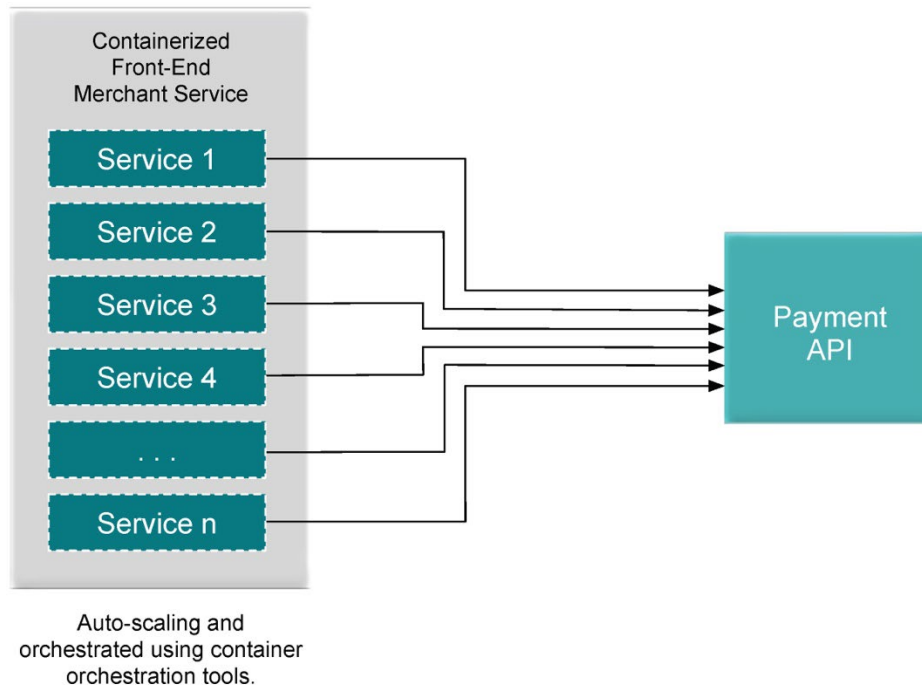 Containerized
Front-End
Merchant Service
Service 1
Service 2
Service 3
Service 4
. . .
Service n
Payment
API
Auto-scaling and
orchestrated using container
orchestration tools.